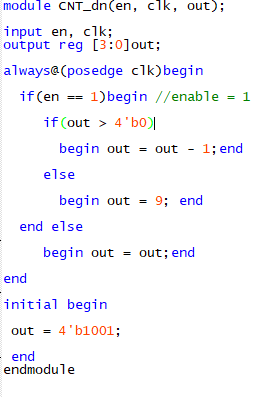 module CNT_dn(en, clk, out);
input en, clk;
output reg [3:0]out;
always@(posedge clk)begin
if(en == 1)begin //enable = 1
if(out > 4'b0)
begin out = out - 1;end
else
begin out = 9; end
end else
begin out = out;end
end
initial begin
out = 4'b1001;
end
endmodule